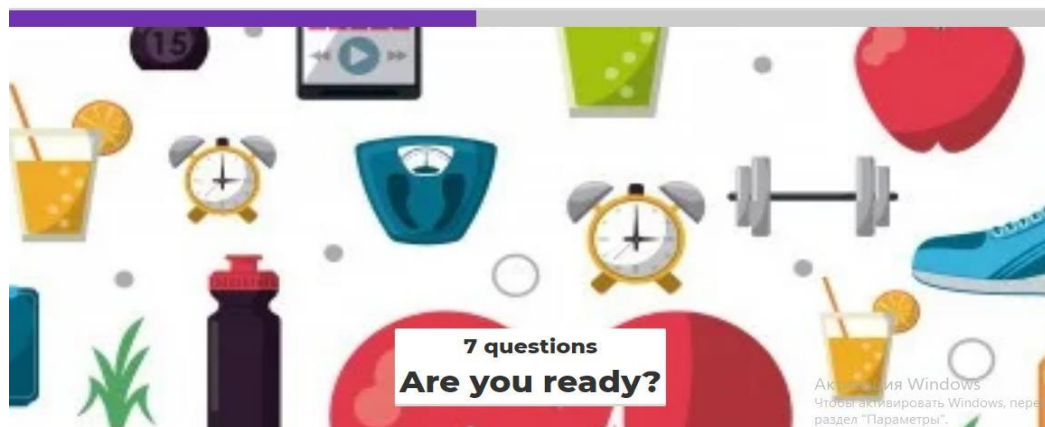 15
7 questions
Are you ready?
Активация Windows
Чтобы активировать Windows, пере
раздел "Параметры".